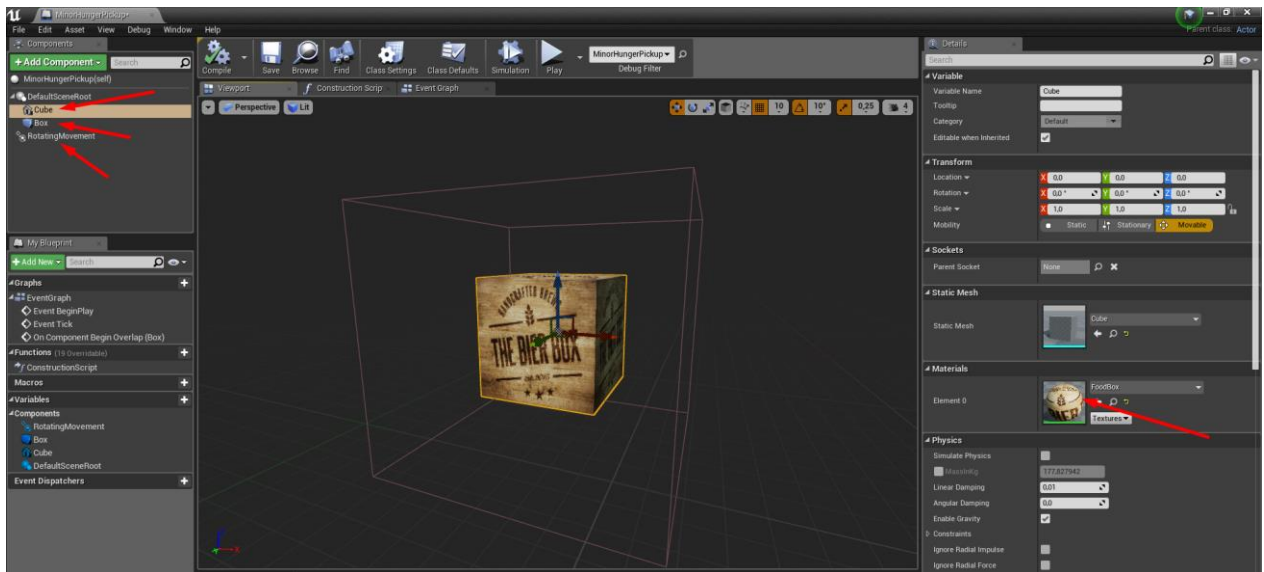 MinorHungerPickup*
File Edit Asset View Debug Window Help
Parent class: Actor
Components
+Add Component
Search
MinorHungerPickup(self)
DefaultSceneRoot
Cube
Box
RotatingMovement
Compile
Save
Browse
Find
Class Settings
Class Defaults
Simulation
Play
MinorHungerPickup
Debug Filter
Viewport
Construction Scrip
Event Graph
Perspective
Lit
10
10°
0,25
4
HANDCRAFTED
THE BIER BOX
My Blueprint
+Add New
Search
Graphs
EventGraph
Event BeginPlay
Event Tick
On Component Begin Overlap (Box)
Functions (19 Overridable)
ConstructionScript
Macros
Variables
Components
RotatingMovement
Box
Cube
DefaultSceneRoot
Event Dispatchers
Details
Search
Variable
Variable Name Cube
Tooltip
Category Default
Editable when Inherited
Transform
Location X 0,0 Y 0,0 Z 0,0
Rotation X 0,0 ° Y 0,0 ° Z 0,0 °
Scale X 1,0 Y 1,0 Z 1,0
Mobility Static Stationary Movable
Sockets
Parent Socket None
Static Mesh
Static Mesh Cube
Materials
Element 0 FoodBox
Textures
Physics
Simulate Physics
MassInKg 177,827942
Linear Damping 0,01
Angular Damping 0,0
Enable Gravity
Constraints
Ignore Radial Impulse
Ignore Radial Force